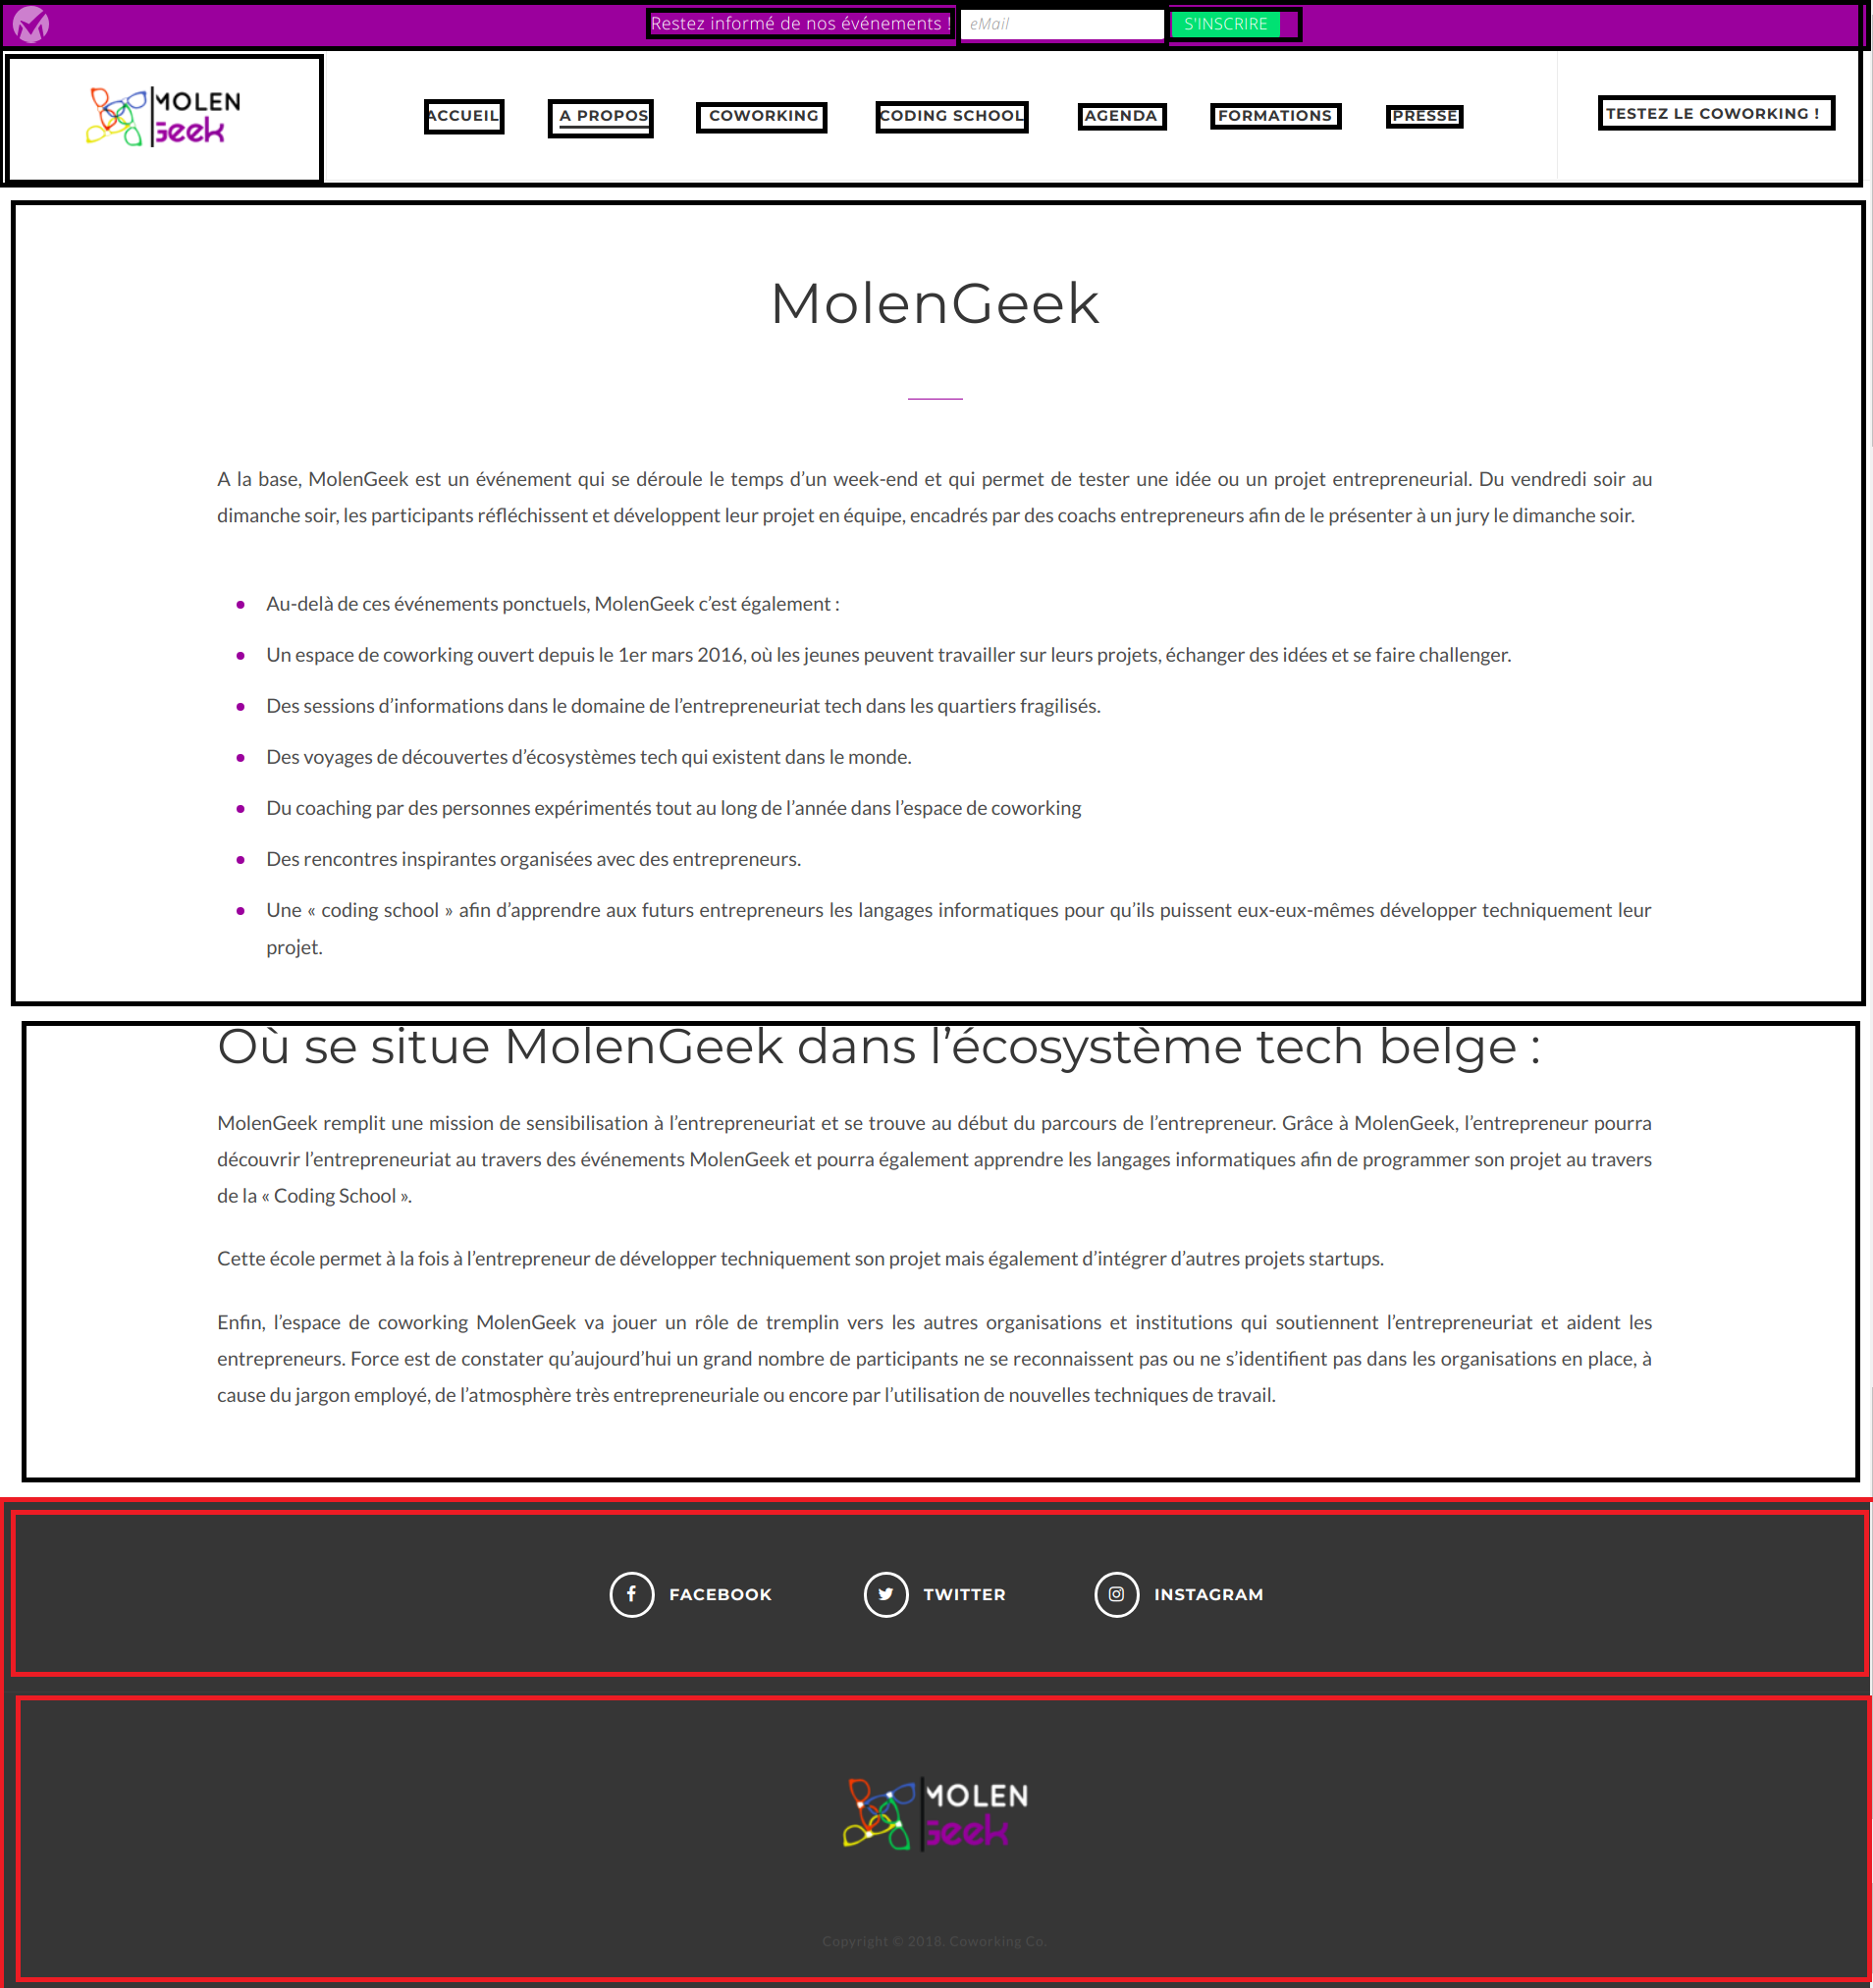 Restez informé de nos événements !
eMail
S'INSCRIRE
MOLEN
Geek
ACCUEIL
A PROPOS
COWORKING
CODING SCHOOL
AGENDA
FORMATIONS
PRESSE
TESTEZ LE COWORKING !
MolenGeek
A la base, MolenGeek est un événement qui se déroule le temps d’un week-end et qui permet de tester une idée ou un projet entrepreneurial. Du vendredi soir au
dimanche soir, les participants réfléchissent et développent leur projet en équipe, encadrés par des coachs entrepreneurs afin de le présenter à un jury le dimanche soir.
Au-delà de ces événements ponctuels, MolenGeek c’est également :
Un espace de coworking ouvert depuis le 1er mars 2016, où les jeunes peuvent travailler sur leurs projets, échanger des idées et se faire challenger.
Des sessions d’informations dans le domaine de l’entrepreneuriat tech dans les quartiers fragilisés.
Des voyages de découvertes d’écosystèmes tech qui existent dans le monde.
Du coaching par des personnes expérimentés tout au long de l’année dans l’espace de coworking
Des rencontres inspirantes organisées avec des entrepreneurs.
Une « coding school » afin d’apprendre aux futurs entrepreneurs les langages informatiques pour qu’ils puissent eux-eux-mêmes développer techniquement leur
projet.
Où se situe MolenGeek dans l’écosystème tech belge :
MolenGeek remplit une mission de sensibilisation à l’entrepreneuriat et se trouve au début du parcours de l’entrepreneur. Grâce à MolenGeek, l’entrepreneur pourra
découvrir l’entrepreneuriat au travers des événements MolenGeek et pourra également apprendre les langages informatiques afin de programmer son projet au travers
de la « Coding School ».
Cette école permet à la fois à l’entrepreneur de développer techniquement son projet mais également d’intégrer d’autres projets startups.
Enfin, l’espace de coworking MolenGeek va jouer un rôle de tremplin vers les autres organisations et institutions qui soutiennent l’entrepreneuriat et aident les
entrepreneurs. Force est de constater qu’aujourd’hui un grand nombre de participants ne se reconnaissent pas ou ne s’identifient pas dans les organisations en place, à
cause du jargon employé, de l’atmosphère très entrepreneuriale ou encore par l’utilisation de nouvelles techniques de travail.
FACEBOOK
TWITTER
INSTAGRAM
MOLEN
Geek
Copyright © 2018. Coworking Co.